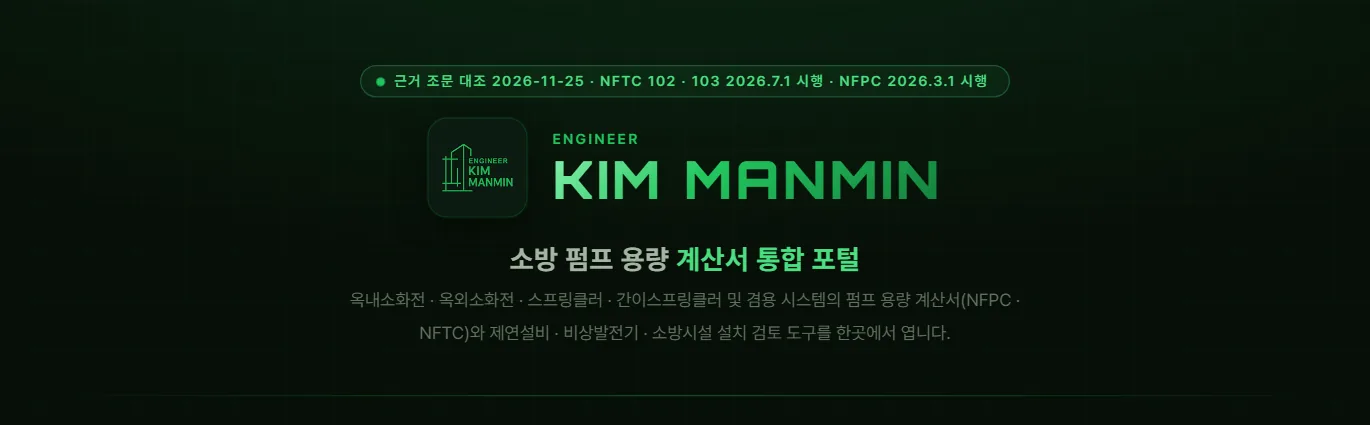 근거 조문 대조 2026-11-25 · NFTC 102 · 103 2026.7.1 시행 · NFPC 2026.3.1 시행
ENGINEER
KIM
MANMIN
ENGINEER
KIM MANMIN
소방 펌프 용량 계산서 통합 포털
옥내소화전 · 옥외소화전 · 스프링클러 · 간이스프링클러 및 겸용 시스템의 펌프 용량 계산서(NFPC ·
NFTC)와 제연설비 · 비상발전기 · 소방시설 설치 검토 도구를 한곳에서 엽니다.